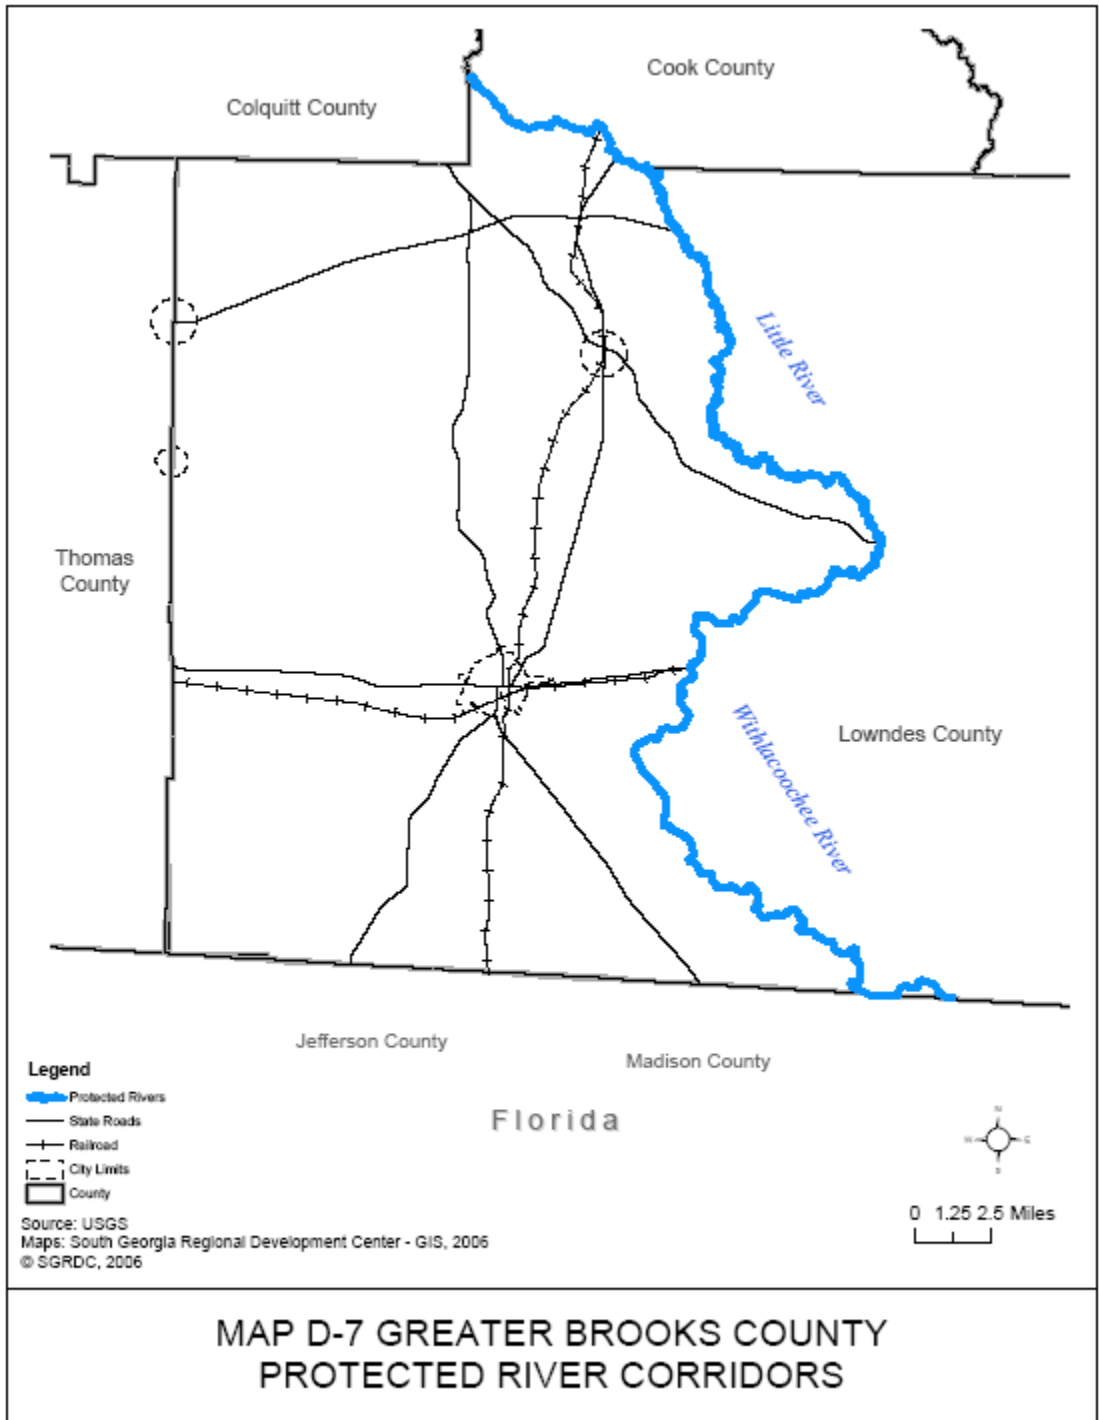 Cook County
Colquitt County
Little River
Thomas
County
Withlacoochee River
Lowndes County
Jefferson County
Madison County
Florida
Legend
Protected Rivers
State Roads
Railroad
City Limits
County
N
W
E
S
0 1.25 2.5 Miles
Source: USGS
Maps: South Georgia Regional Development Center - GIS, 2006
© SGRDC, 2006
MAP D-7 GREATER BROOKS COUNTY
PROTECTED RIVER CORRIDORS